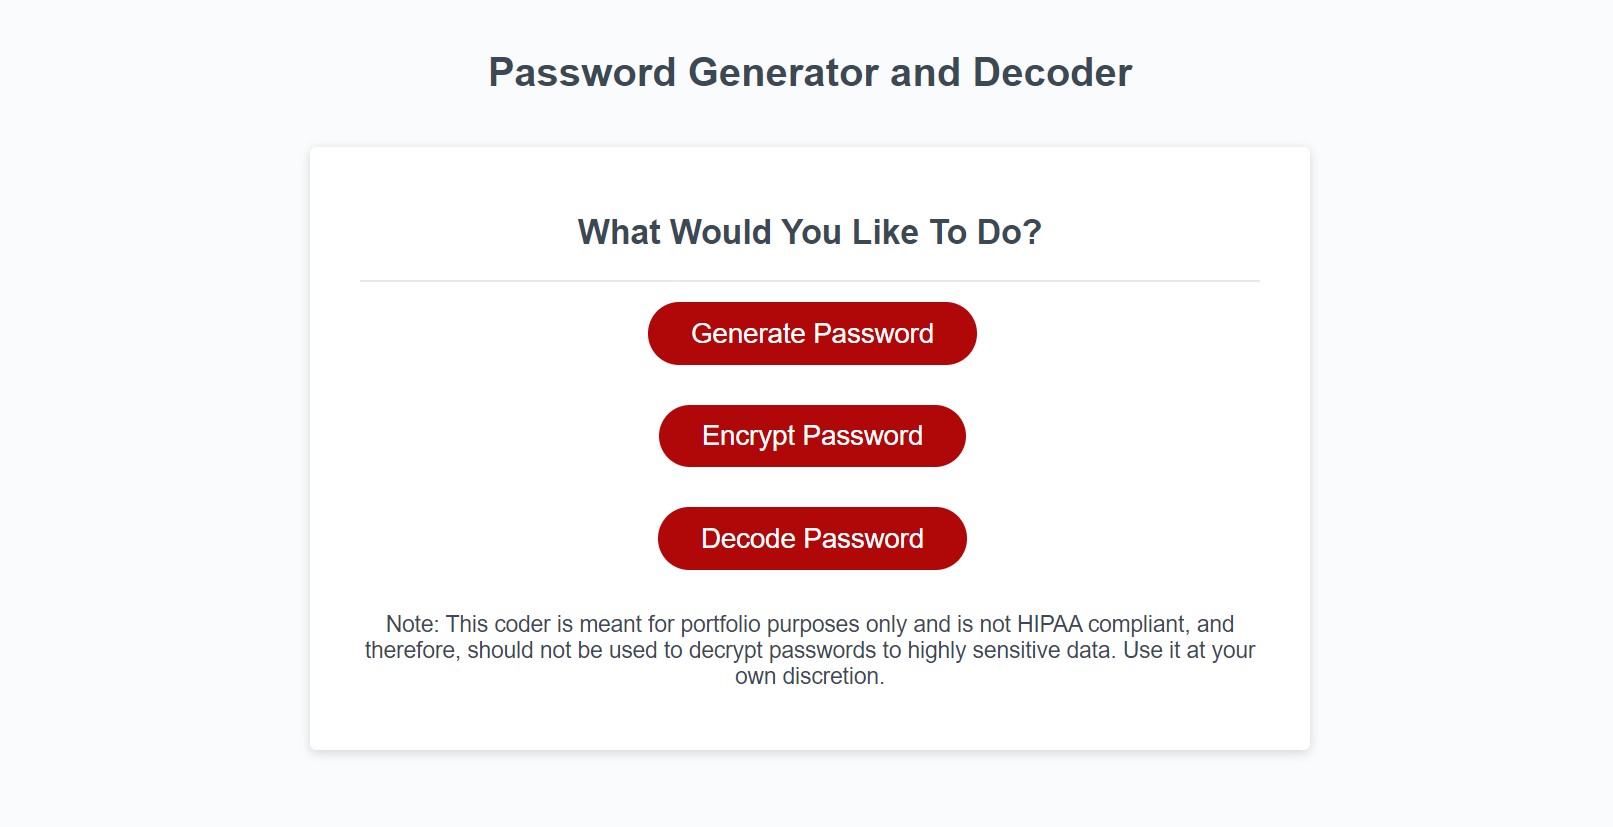 Password Generator and Decoder
What Would You Like To Do?
Generate Password
Encrypt Password
Decode Password
Note: This coder is meant for portfolio purposes only and is not HIPAA compliant, and
therefore, should not be used to decrypt passwords to highly sensitive data. Use it at your
own discretion.